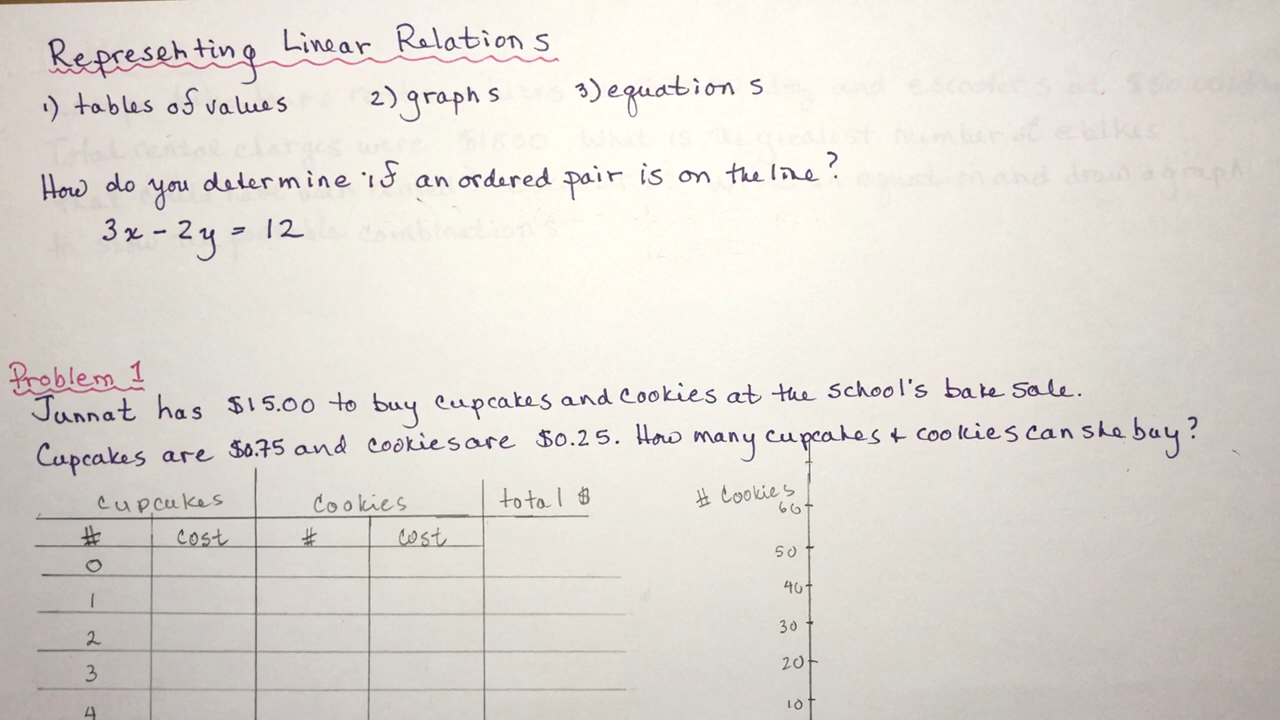 Representing Linear Relations
1) tables of values 2) graphs 3) equations
How do you determine if an ordered pair is on the line?
3x - 2y = 12
Problem 1
Junnat has $15.00 to buy cupcakes and cookies at the school's bake sale.
Cupcakes are $0.75 and cookies are $0.25. How many cupcakes + cookies can she buy?
cupcakes cookies total $
# cost # cost
0
1
2
3
4
# Cookies
60
50
40
30
20
10